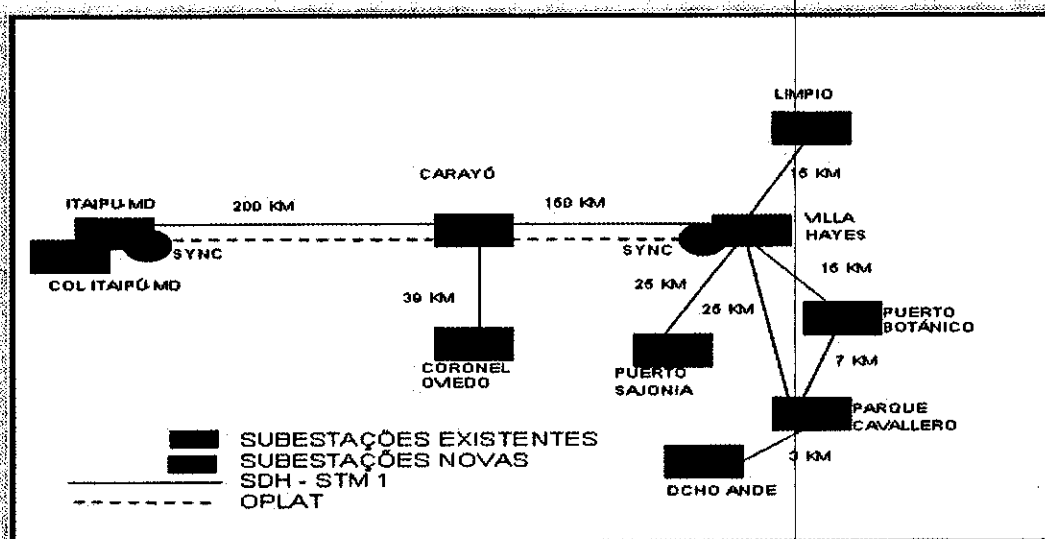 LIMPIO
15 KM
CARAYÓ
ITAIPU-MD
200 KM
150 KM
VILLA
HAYES
SYNC
SYNC
COL ITAIPÚ-MD
15 KM
25 KM
25 KM
39 KM
PUERTO
BOTÁNICO
CORONEL
OVIEDO
PUERTO
SAJONIA
7 KM
PARQUE
CAVALLERO
3 KM
DCHO ANDE
SUBESTAÇÕES EXISTENTES
SUBESTAÇÕES NOVAS
SDH - STM 1
OPLAT